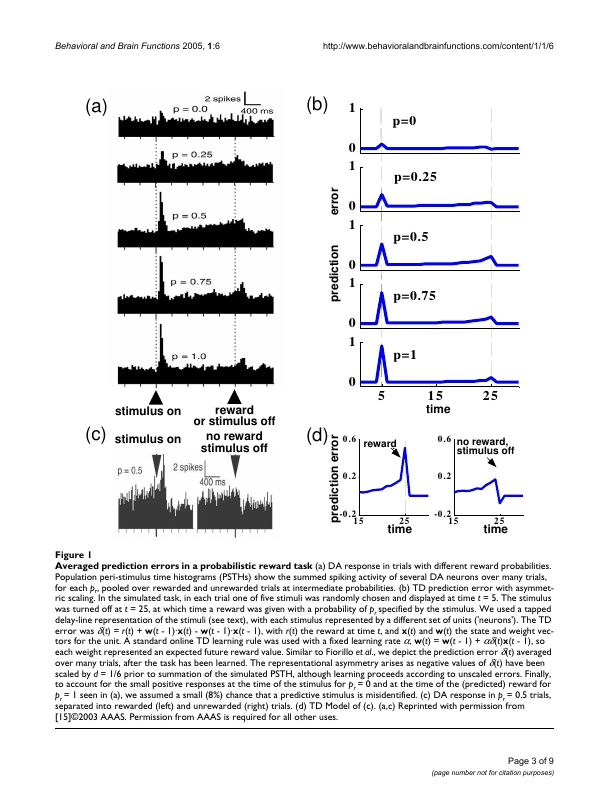 Behavioral and Brain Functions 2005, 1:6 http://www.behavioralandbrainfunctions.com/content/1/1/6
(a)
2 spikes
400 ms
p = 0.0
p = 0.25
p = 0.5
p = 0.75
p = 1.0
stimulus on
reward
or stimulus off
(b)
prediction error
1
0
p=0
1
0
p=0.25
1
0
p=0.5
1
0
p=0.75
1
0
p=1
5 15 25
time
(c)
stimulus on
no reward
stimulus off
p = 0.5
2 spikes
400 ms
(d)
prediction error
0.6
0.2
-0.2
reward
15 25
time
0.6
0.2
-0.2
no reward,
stimulus off
15 25
time
Figure 1
Averaged prediction errors in a probabilistic reward task (a) DA response in trials with different reward probabilities.
Population peri-stimulus time histograms (PSTHs) show the summed spiking activity of several DA neurons over many trials,
for each pr, pooled over rewarded and unrewarded trials at intermediate probabilities. (b) TD prediction error with asymmet-
ric scaling. In the simulated task, in each trial one of five stimuli was randomly chosen and displayed at time t = 5. The stimulus
was turned off at t = 25, at which time a reward was given with a probability of pr specified by the stimulus. We used a tapped
delay-line representation of the stimuli (see text), with each stimulus represented by a different set of units ('neurons'). The TD
error was δ(t) = r(t) + w(t - 1)·x(t) - w(t - 1)·x(t - 1), with r(t) the reward at time t, and x(t) and w(t) the state and weight vec-
tors for the unit. A standard online TD learning rule was used with a fixed learning rate α, w(t) = w(t - 1) + αδ(t)x(t - 1), so
each weight represented an expected future reward value. Similar to Fiorillo et al., we depict the prediction error δ(t) averaged
over many trials, after the task has been learned. The representational asymmetry arises as negative values of δ(t) have been
scaled by d = 1/6 prior to summation of the simulated PSTH, although learning proceeds according to unscaled errors. Finally,
to account for the small positive responses at the time of the stimulus for pr = 0 and at the time of the (predicted) reward for
pr = 1 seen in (a), we assumed a small (8%) chance that a predictive stimulus is misidentified. (c) DA response in pr = 0.5 trials,
separated into rewarded (left) and unrewarded (right) trials. (d) TD Model of (c). (a,c) Reprinted with permission from
[15]©2003 AAAS. Permission from AAAS is required for all other uses.
Page 3 of 9
(page number not for citation purposes)